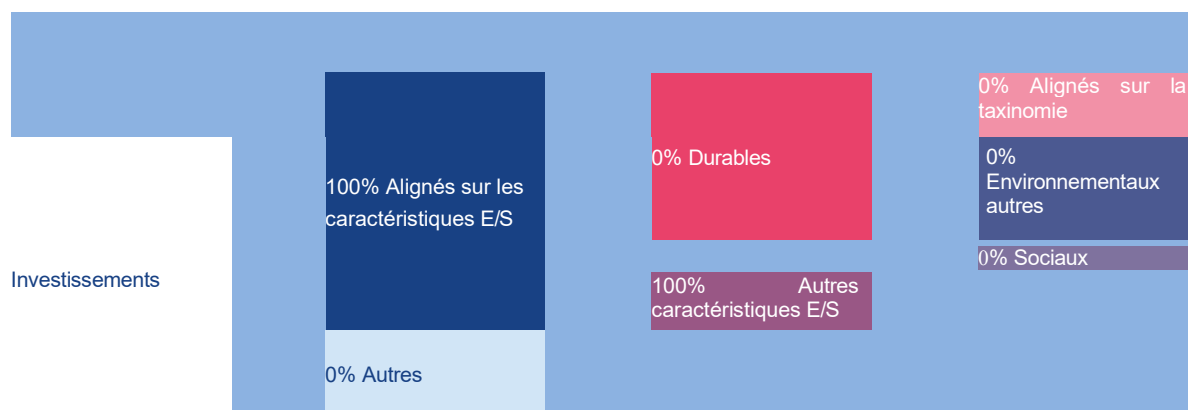 Investissements
100% Alignés sur les
caractéristiques E/S
0% Autres
0% Durables
100% Autres
caractéristiques E/S
0% Alignés sur la
taxinomie
0%
Environnementaux
autres
0% Sociaux